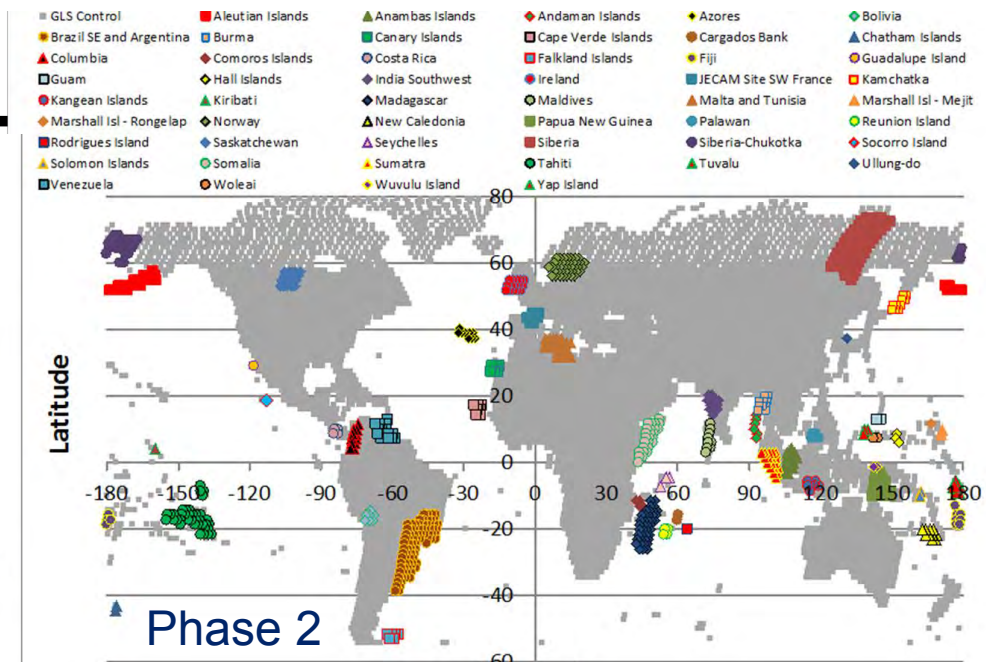 GLS Control Aleutian Islands Anambas Islands Andaman Islands Azores Bolivia
Brazil SE and Argentina Burma Canary Islands Cape Verde Islands Cargados Bank Chatham Islands
Columbia Comoros Islands Costa Rica Falkland Islands Fiji Guadalupe Island
Guam Hall Islands India Southwest Ireland JECAM Site SW France Kamchatka
Kangean Islands Kiribati Madagascar Maldives Malta and Tunisia Marshall Isl - Mejit
Marshall Isl - Rongelap Norway New Caledonia Papua New Guinea Palawan Reunion Island
Rodrigues Island Saskatchewan Seychelles Siberia Siberia-Chukotka Socorro Island
Solomon Islands Somalia Sumatra Tahiti Tuvalu Ullung-do
Venezuela Woleai Wuvulu Island Yap Island
80
60
40
20
0
-180 -150 -120 -90 -60 -30 0 30 60 90 120 150 180
-20
-40
60
Latitude
Phase 2